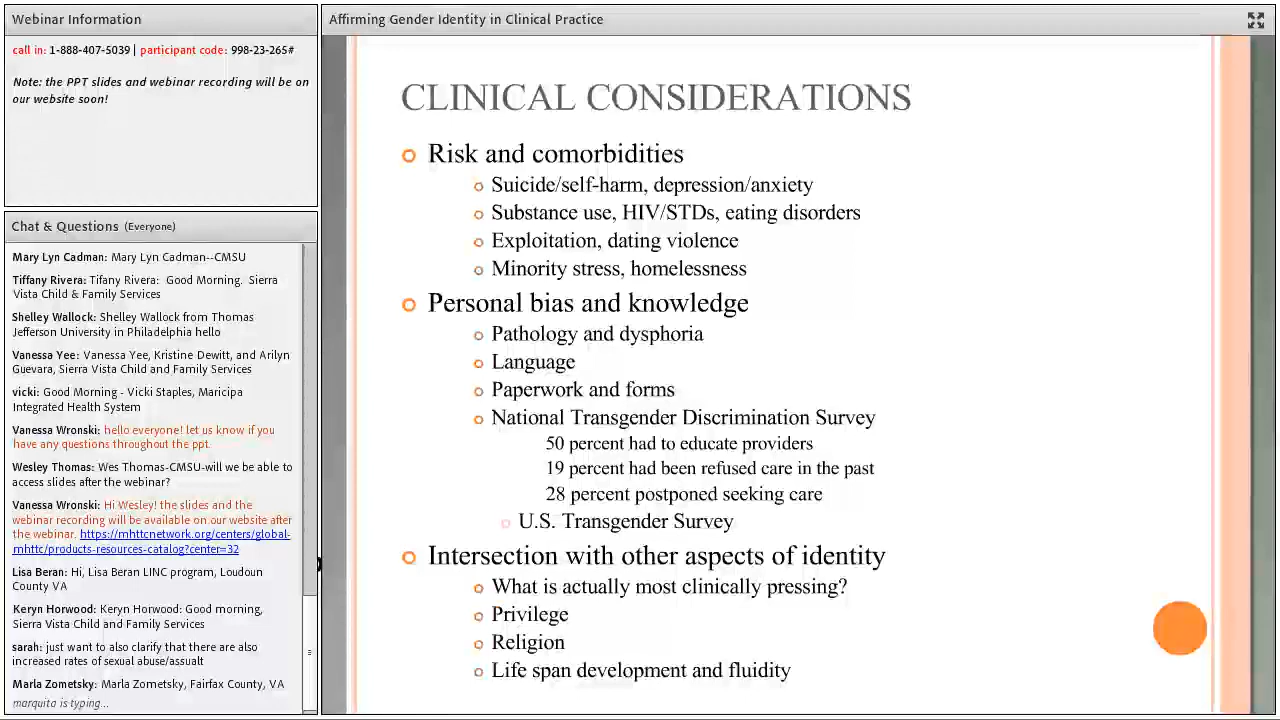 Webinar Information
call in: 1-888-407-5039 | participant code: 998-23-265#
Note: the PPT slides and webinar recording will be on
our website soon!
Chat & Questions (Everyone)
Mary Lyn Cadman: Mary Lyn Cadman--CMSU
Tiffany Rivera: Tifany Rivera: Good Morning. Sierra
Vista Child & Family Services
Shelley Wallock: Shelley Wallock from Thomas
Jefferson University in Philadelphia hello
Vanessa Yee: Vanessa Yee, Kristine Dewitt, and Arilyn
Guevara, Sierra Vista Child and Family Services
vicki: Good Morning - Vicki Staples, Maricipa
Integrated Health System
Vanessa Wronski: hello everyone! let us know if you
have any questions throughout the ppt.
Wesley Thomas: Wes Thomas-CMSU-will we be able to
access slides after the webinar?
Vanessa Wronski: Hi Wesley! the slides and the
webinar recording will be available on our website after
the webinar. https://mhttcnetwork.org/centers/global-
mhttc/products-resources-catalog?center=32
Lisa Beran: Hi, Lisa Beran LINC program, Loudoun
County VA
Keryn Horwood: Keryn Horwood: Good morning,
Sierra Vista Child and Family Services
sarah: just want to also clarify that there are also
increased rates of sexual abuse/assualt
Marla Zometsky: Marla Zometsky, Fairfax County, VA
marquita is typing...
Affirming Gender Identity in Clinical Practice
CLINICAL CONSIDERATIONS
Risk and comorbidities
Suicide/self-harm, depression/anxiety
Substance use, HIV/STDs, eating disorders
Exploitation, dating violence
Minority stress, homelessness
Personal bias and knowledge
Pathology and dysphoria
Language
Paperwork and forms
National Transgender Discrimination Survey
50 percent had to educate providers
19 percent had been refused care in the past
28 percent postponed seeking care
U.S. Transgender Survey
Intersection with other aspects of identity
What is actually most clinically pressing?
Privilege
Religion
Life span development and fluidity